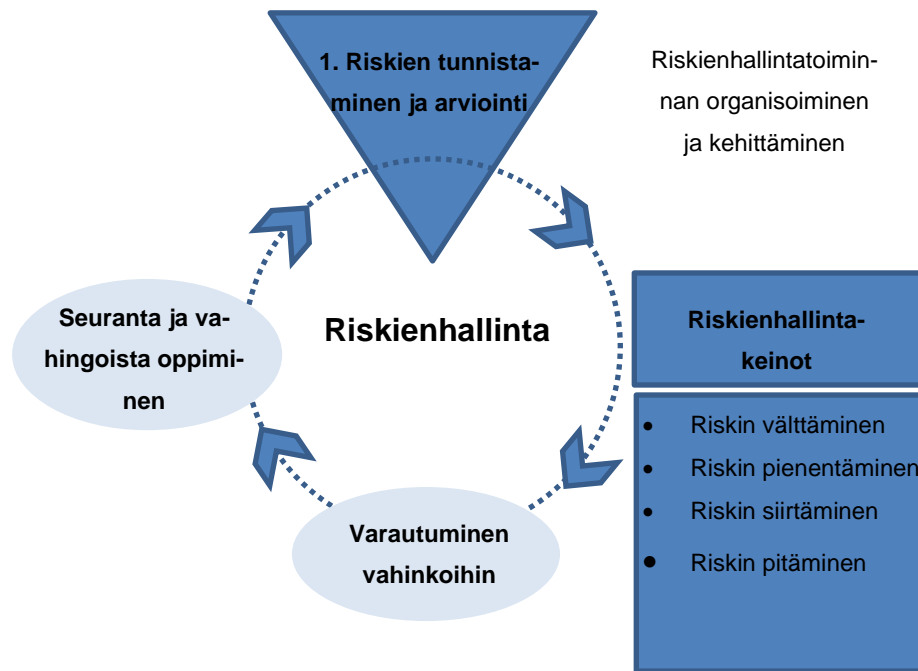 1. Riskien tunnista-
minen ja arviointi
Riskienhallintatoimin-
nan organisoiminen
ja kehittäminen
Riskienhallinta-
keinot
• Riskin välttäminen
• Riskin pienentäminen
• Riskin siirtäminen
• Riskin pitäminen
Varautuminen
vahinkoihin
Seuranta ja va-
hingoista oppimi-
nen
Riskienhallinta